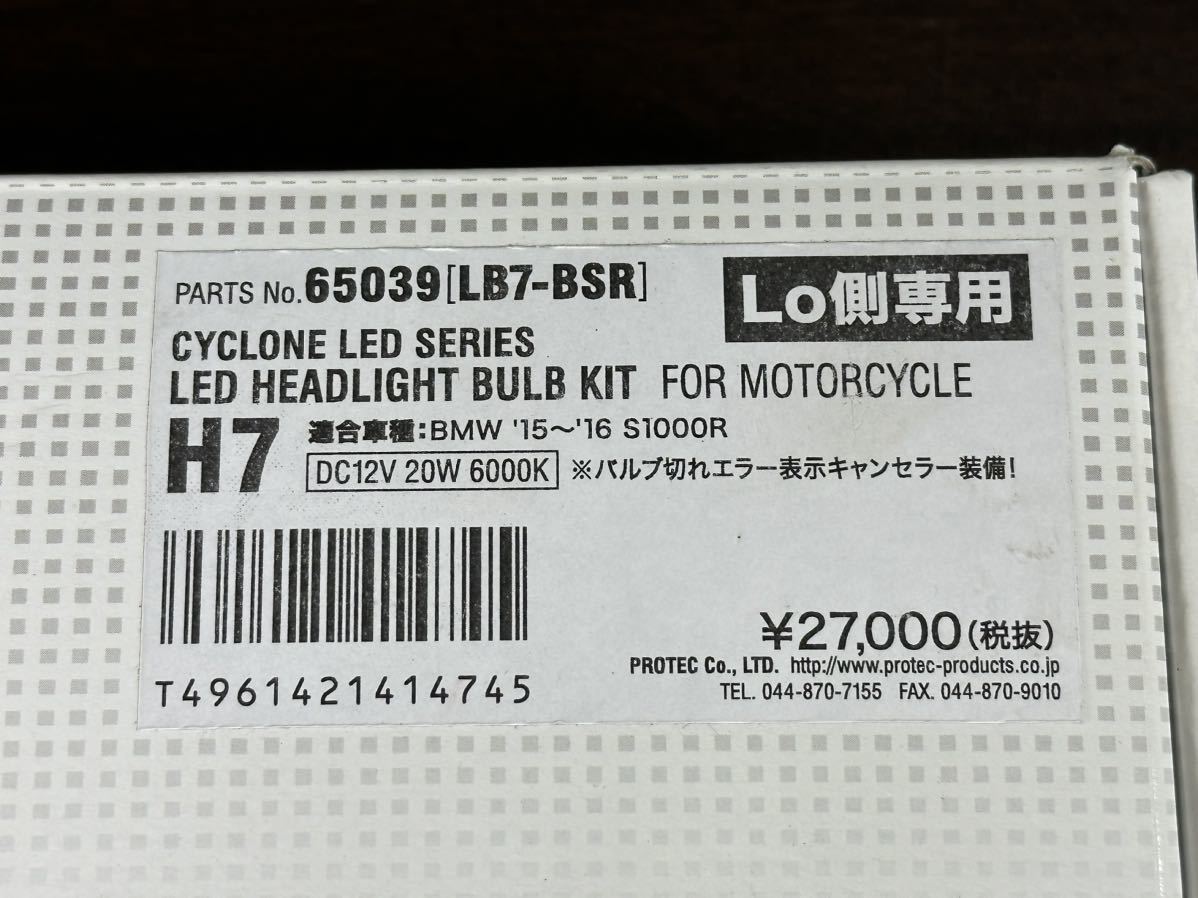 PARTS No.65039[LB7-BSR]
Lo側専用
CYCLONE LED SERIES
LED HEADLIGHT BULB KIT FOR MOTORCYCLE
H7
適合車種:BMW '15～'16 S1000R
DC12V 20W 6000K
※バルブ切れエラー表示キャンセラー装備!
T4961421414745
¥27,000(税抜)
PROTEC Co., LTD. http://www.protec-products.co.jp
TEL. 044-870-7155 FAX. 044-870-9010